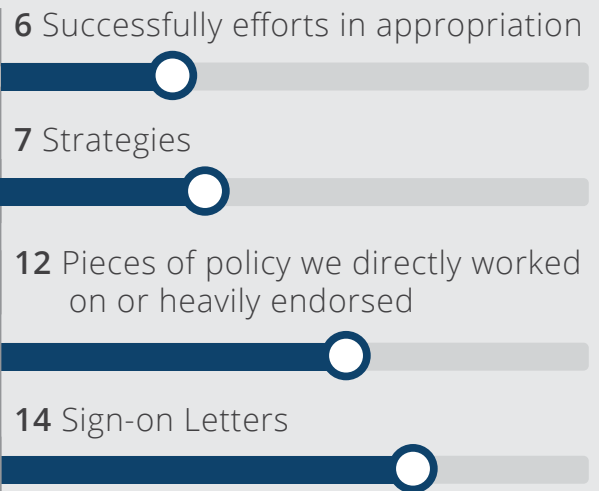 6 Successfully efforts in appropriation
7 Strategies
12 Pieces of policy we directly worked
on or heavily endorsed
14 Sign-on Letters